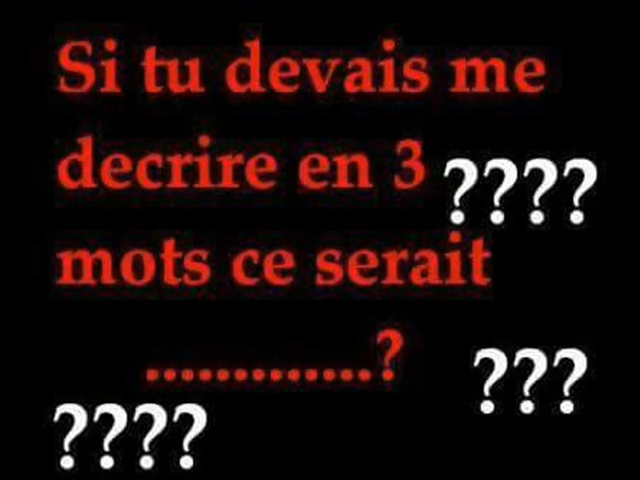 Si tu devais me
decrire en 3 ????
mots ce serait
.............? ???
????